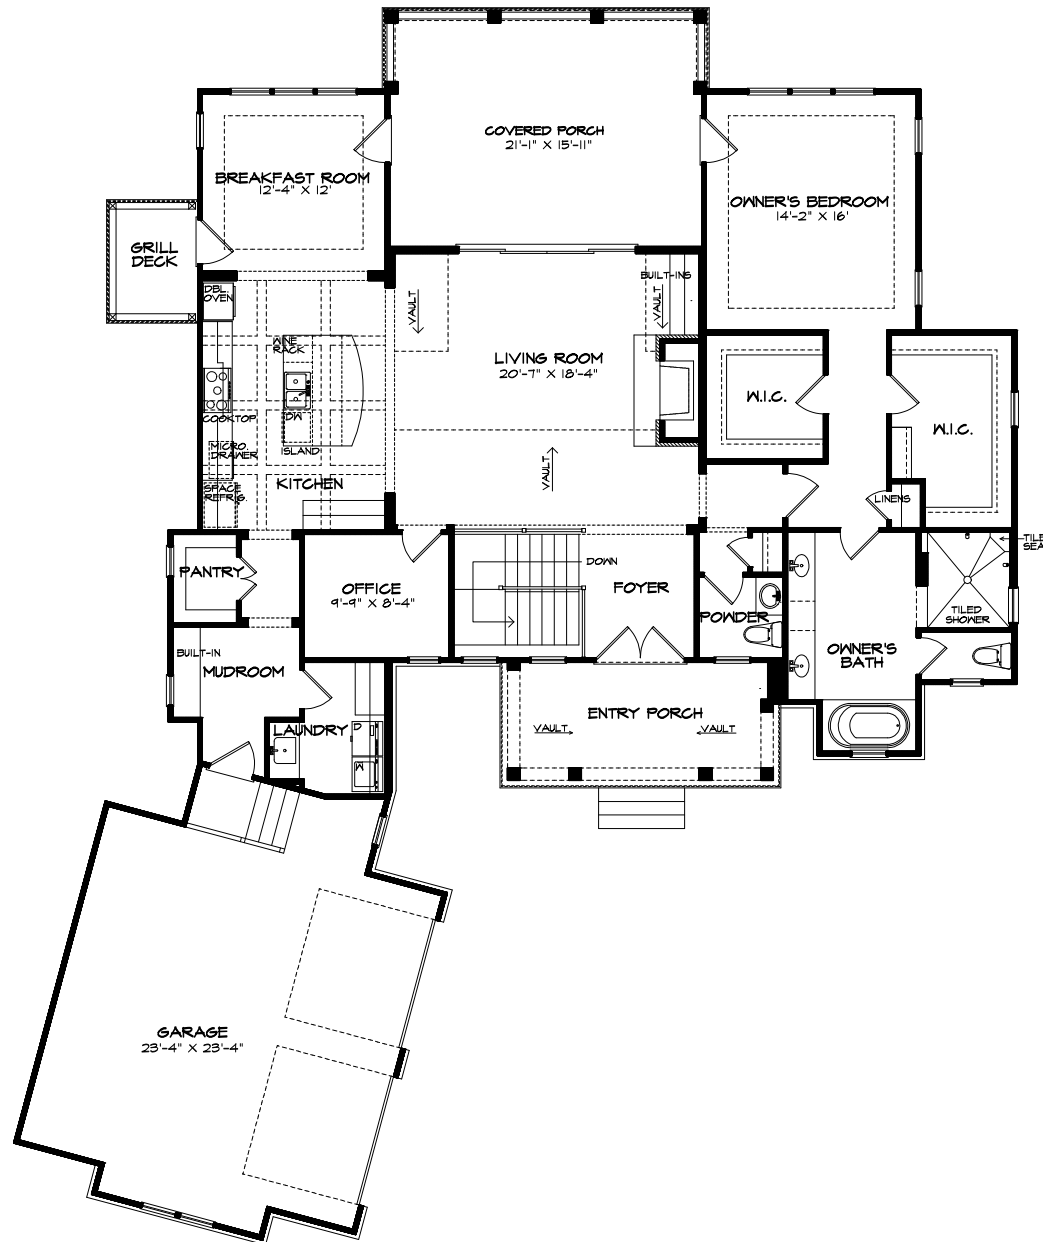 COVERED PORCH
21'-1" X 15'-11"
BREAKFAST ROOM
12'-4" X 12'
OWNER'S BEDROOM
14'-2" X 16'
GRILL
DECK
BUILT-INS
DBL.
OVEN
VAULT
VAULT
WINE
RACK
LIVING ROOM
20'-7" X 18'-4"
W.I.C.
COOKTOP
DW
W.I.C.
MICRO.
DRAWER
ISLAND
VAULT
KITCHEN
SPACE
REFRIG.
LINENS
TILE
SEA
PANTRY
OFFICE
9'-9" X 8'-4"
DOWN
FOYER
POWDER
TILED
SHOWER
BUILT-IN
MUDROOM
OWNER'S
BATH
LAUNDRY
D
W
ENTRY PORCH
VAULT
VAULT
GARAGE
23'-4" X 23'-4"